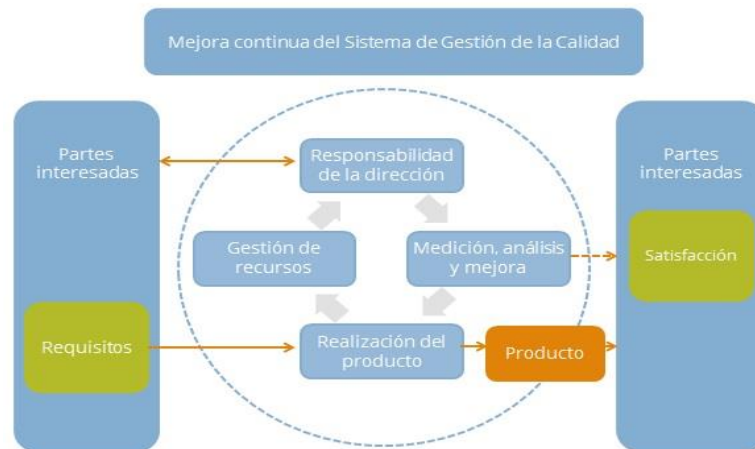 Mejora continua del Sistema de Gestión de la Calidad
Partes
interesadas
Responsabilidad
de la dirección
Partes
interesadas
Gestión de
recursos
Medición, análisis
y mejora
Satisfacción
Requisitos
Realización del
producto
Producto